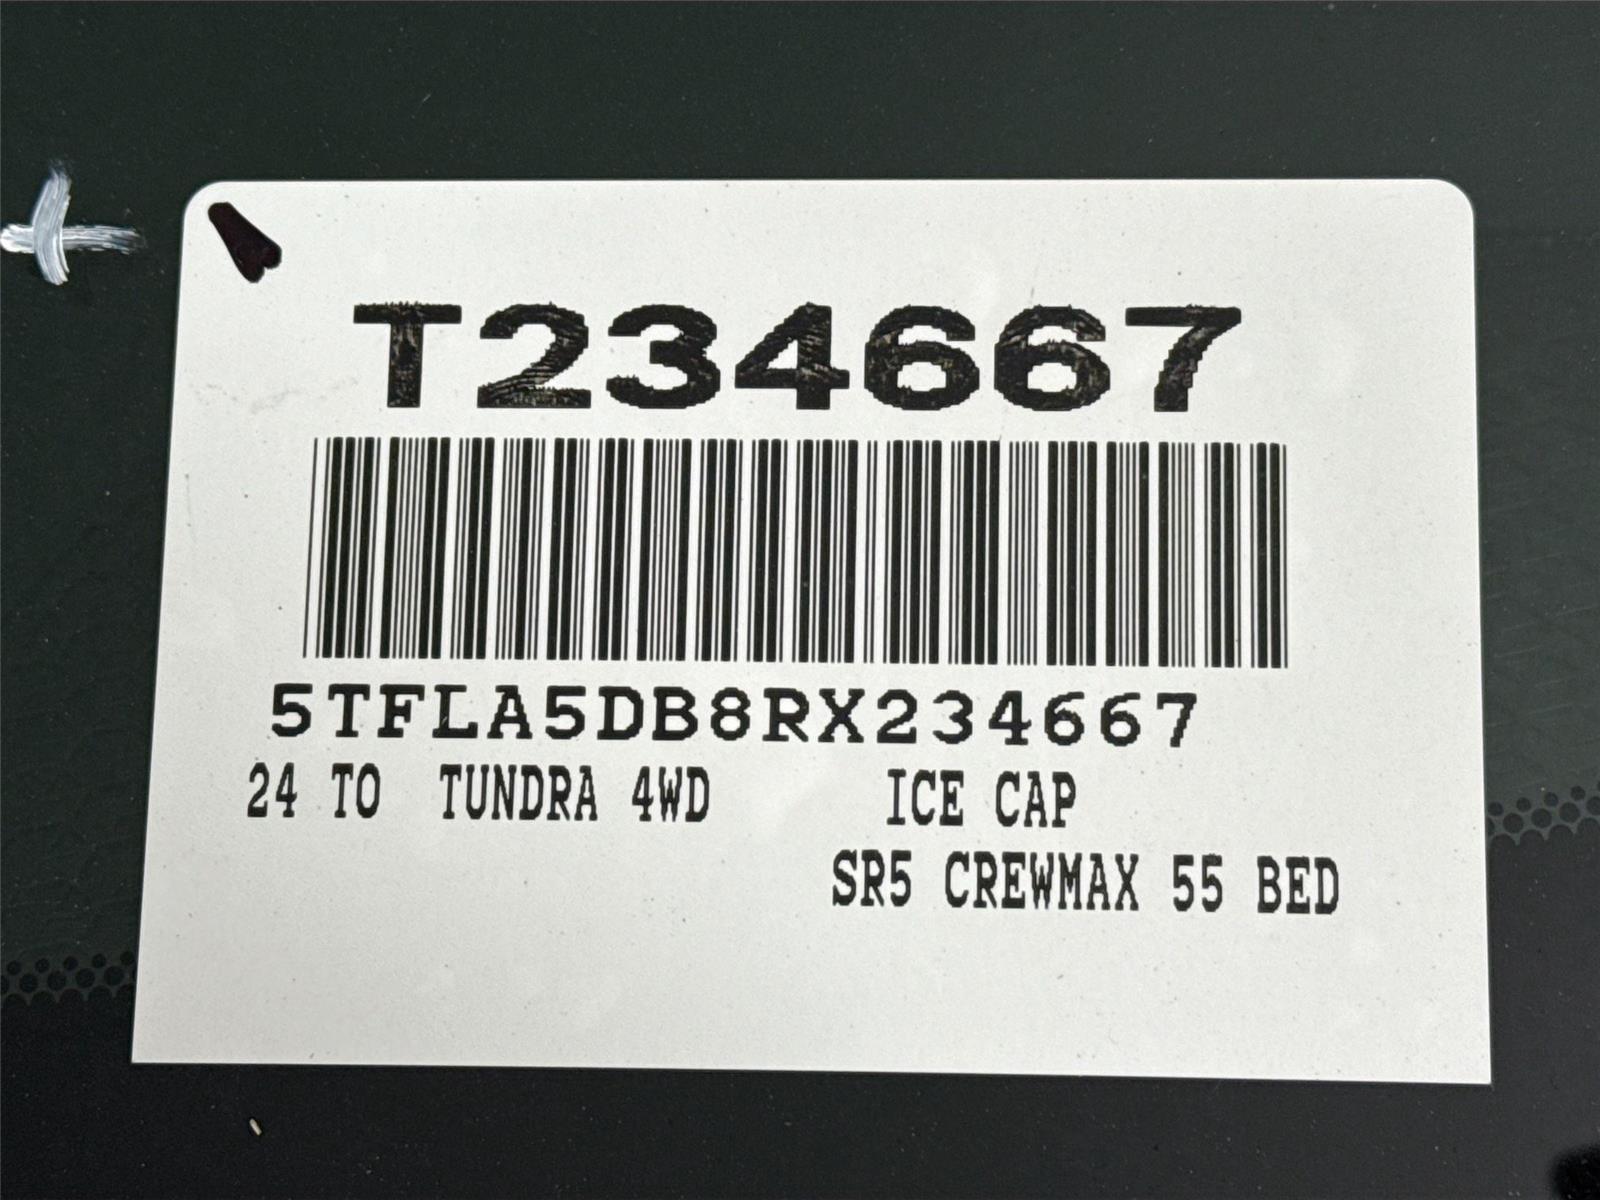 T234667
5TFLA5DB8RX234667
24 TO TUNDRA 4WD ICE CAP
SR5 CREWMAX 55 BED